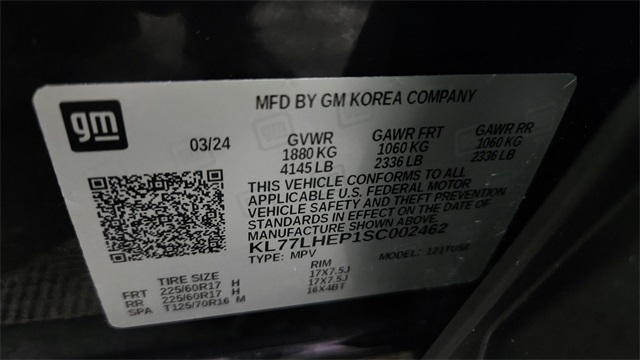 gm
MFD BY GM KOREA COMPANY
03/24
GVWR GAWR FRT GAWR RR
1880 KG 1060 KG 1060 KG
4145 LB 2336 LB 2336 LB
THIS VEHICLE CONFORMS TO ALL
APPLICABLE U.S. FEDERAL MOTOR
VEHICLE SAFETY AND THEFT PREVENTION
STANDARDS IN EFFECT ON THE DATE OF
MANUFACTURE SHOWN ABOVE.
KL77LHEP1SC002462
TYPE: MPV MODEL: 121TUSE
TIRE SIZE RIM
FRT 225/60R17 H 17X7.5J
RR 225/60R17 H 17X7.5J
SPA T125/70R16 M 16X4BT